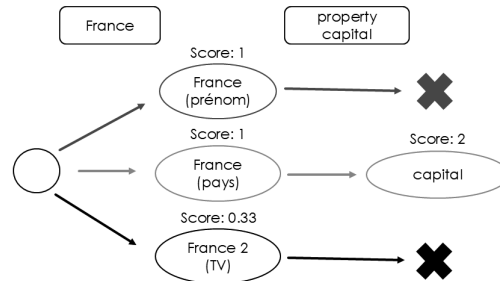 France
property
capital
Score: 1
France
(prénom)
Score: 1
France
(pays)
Score: 2
capital
Score: 0.33
France 2
(TV)